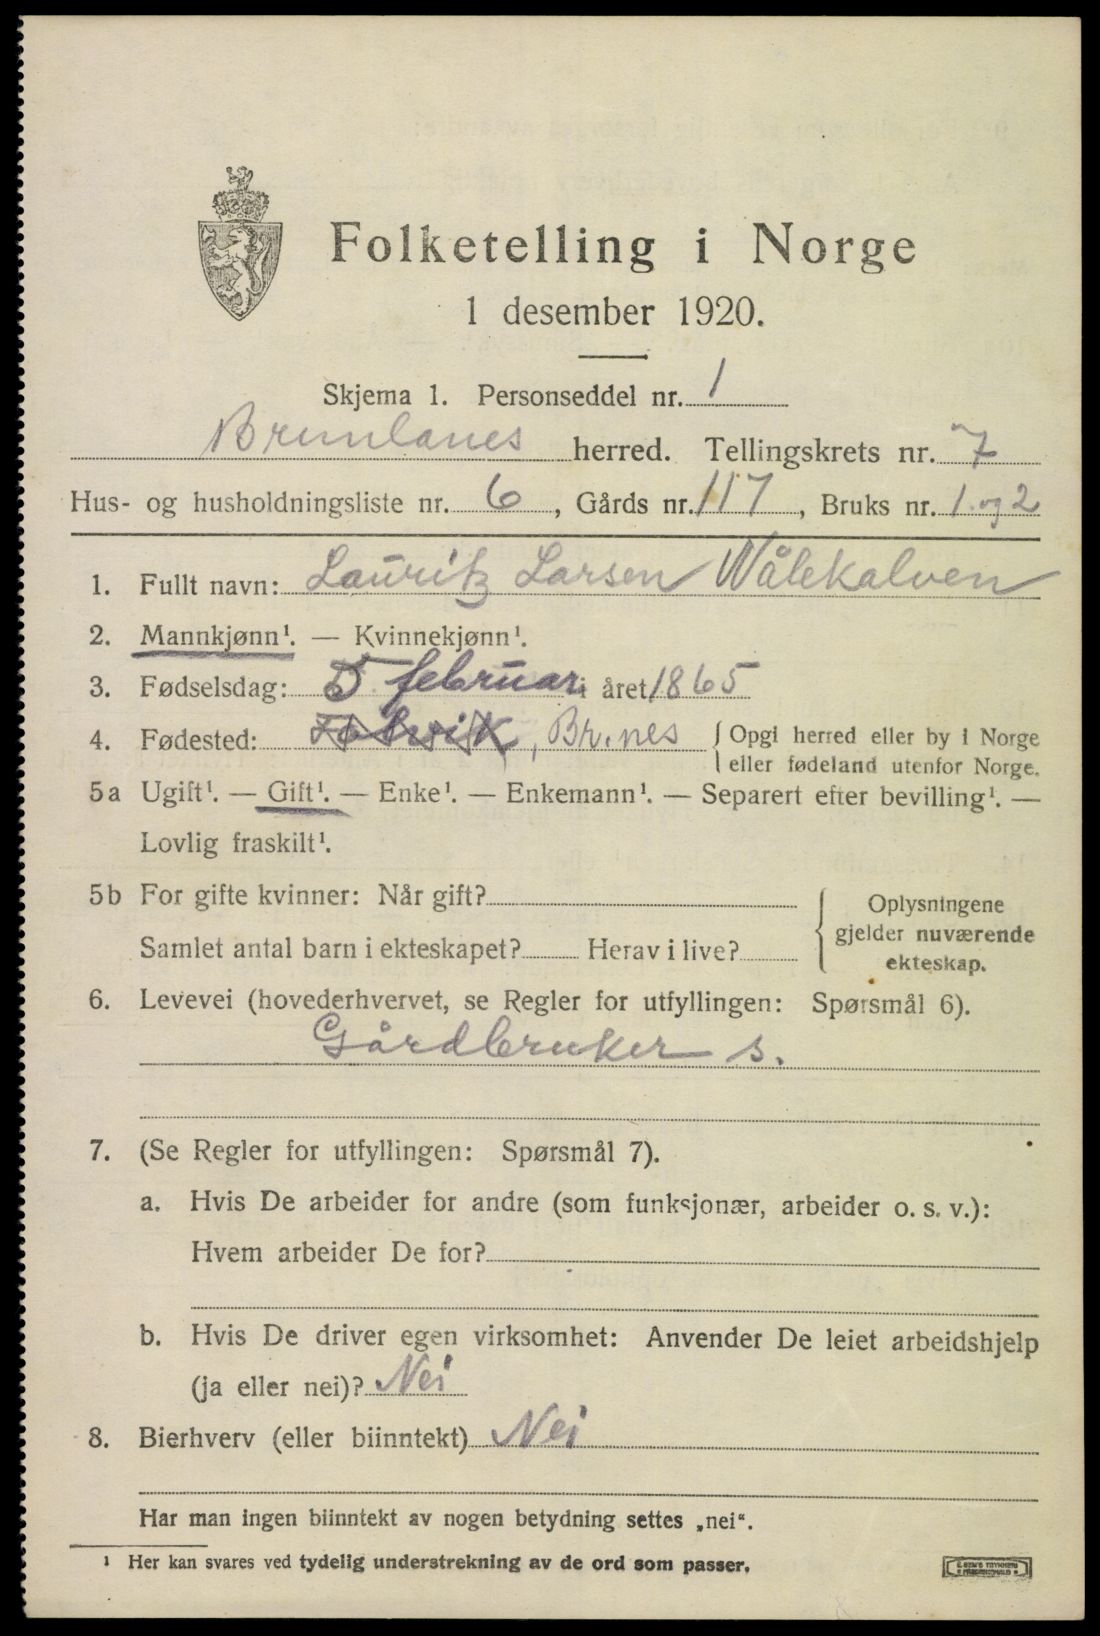 Folketelling i Norge
1 desember 1920.
Skjema 1. Personseddel nr. 1
Brunlanes herred. Tellingskrets nr. 7
Hus- og husholdningsliste nr. 6, Gårds nr. 117, Bruks nr. 1 og 2
1. Fullt navn: Lauritz Larsen Wålekalven
2. Mannkjønn¹. — Kvinnekjønn¹.
3. Fødselsdag: 5 februar i året 1865
4. Fødested: Br.nes { Opgi herred eller by i Norge
eller fødeland utenfor Norge.
5a Ugift¹. — Gift¹. — Enke¹. — Enkemann¹. — Separert efter bevilling¹. —
Lovlig fraskilt¹.
5b For gifte kvinner: Når gift?
Samlet antal barn i ekteskapet? Herav i live?
{ Oplysningene
gjelder nuværende
ekteskap.
6. Levevei (hovederhvervet, se Regler for utfyllingen: Spørsmål 6).
Gårdbruker s.
7. (Se Regler for utfyllingen: Spørsmål 7).
a. Hvis De arbeider for andre (som funksjonær, arbeider o. s. v.):
Hvem arbeider De for?
b. Hvis De driver egen virksomhet: Anvender De leiet arbeidshjelp
(ja eller nei)? Nei
8. Bierhverv (eller biinntekt) Nei
Har man ingen biinntekt av nogen betydning settes „nei“.
¹ Her kan svares ved tydelig understrekning av de ord som passer.